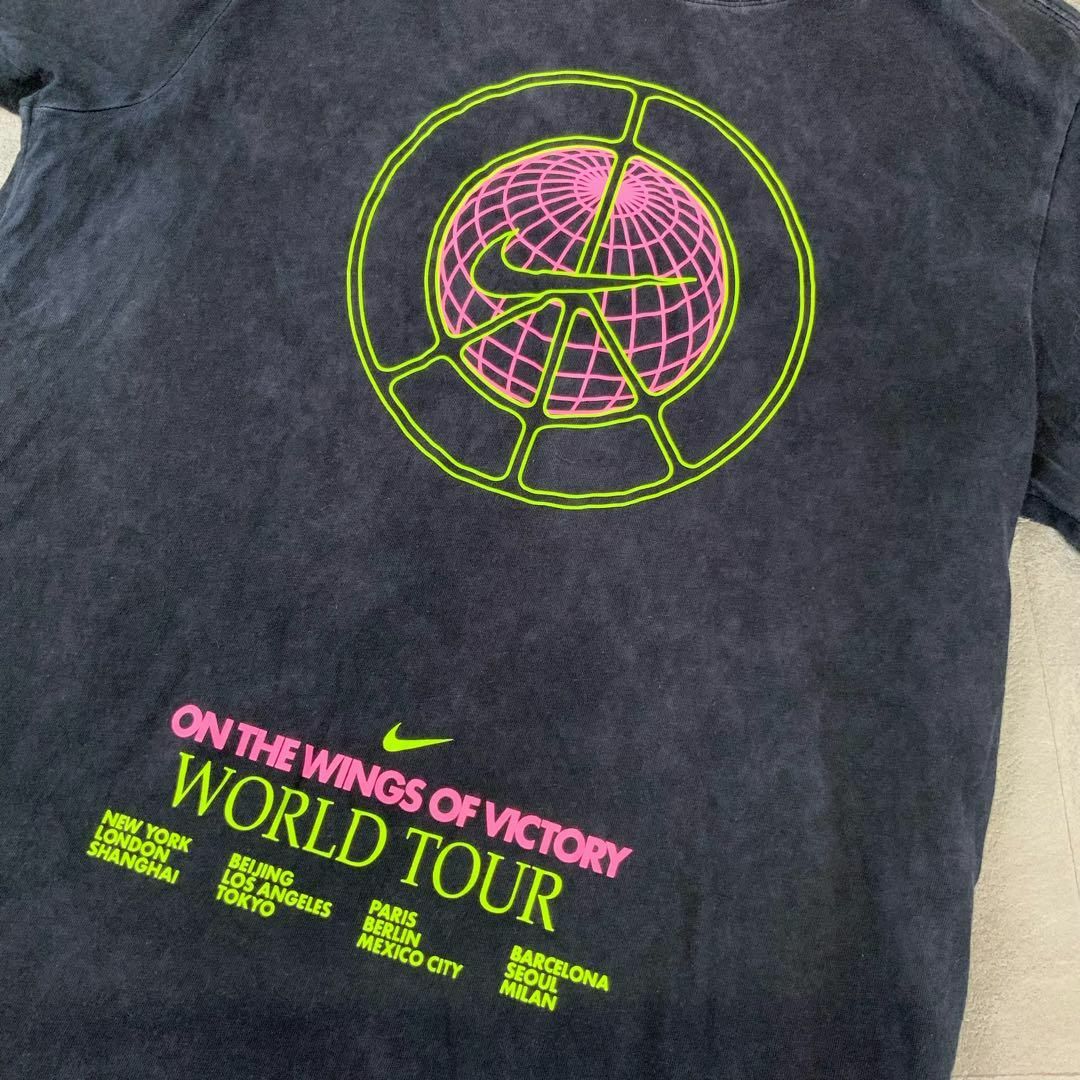 ON THE WINGS OF VICTORY
WORLD TOUR
NEW YORK
LONDON
SHANGHAI
BEIJING
LOS ANGELES
TOKYO
PARIS
BERLIN
MEXICO CITY
BARCELONA
SEOUL
MILAN